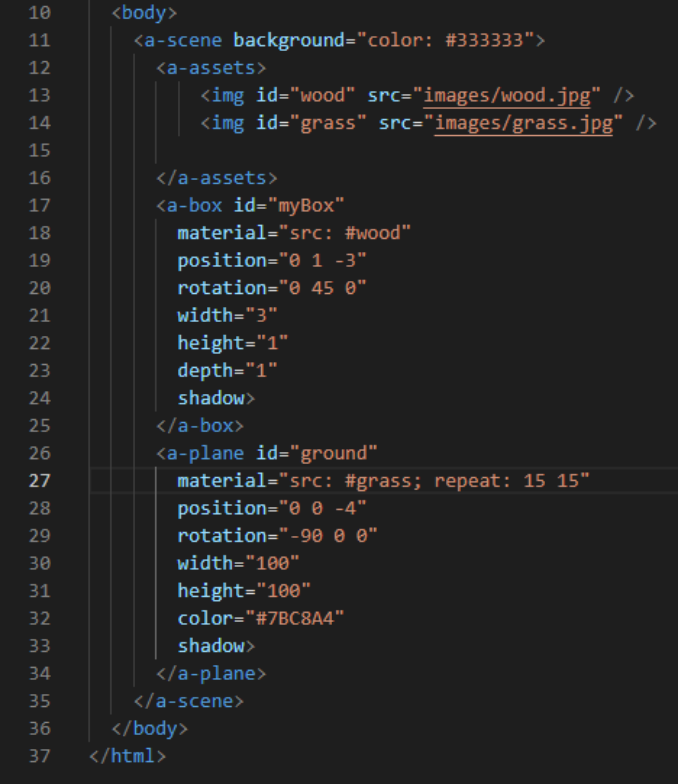 10 <body>
11 <a-scene background="color: #333333">
12 <a-assets>
13 <img id="wood" src="images/wood.jpg" />
14 <img id="grass" src="images/grass.jpg" />
15
16 </a-assets>
17 <a-box id="myBox"
18 material="src: #wood"
19 position="0 1 -3"
20 rotation="0 45 0"
21 width="3"
22 height="1"
23 depth="1"
24 shadow>
25 </a-box>
26 <a-plane id="ground"
27 material="src: #grass; repeat: 15 15"
28 position="0 0 -4"
29 rotation="-90 0 0"
30 width="100"
31 height="100"
32 color="#7BC8A4"
33 shadow>
34 </a-plane>
35 </a-scene>
36 </body>
37 </html>